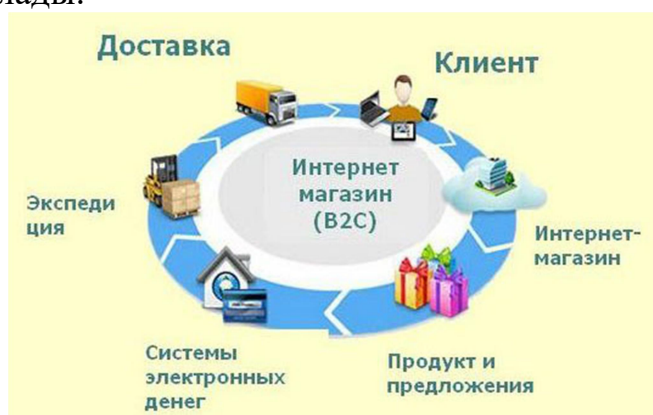 Доставка
Клиент
Интернет
магазин
(B2C)
Экспеди
ция
Интернет-
магазин
Системы
электронных
денег
Продукт и
предложения